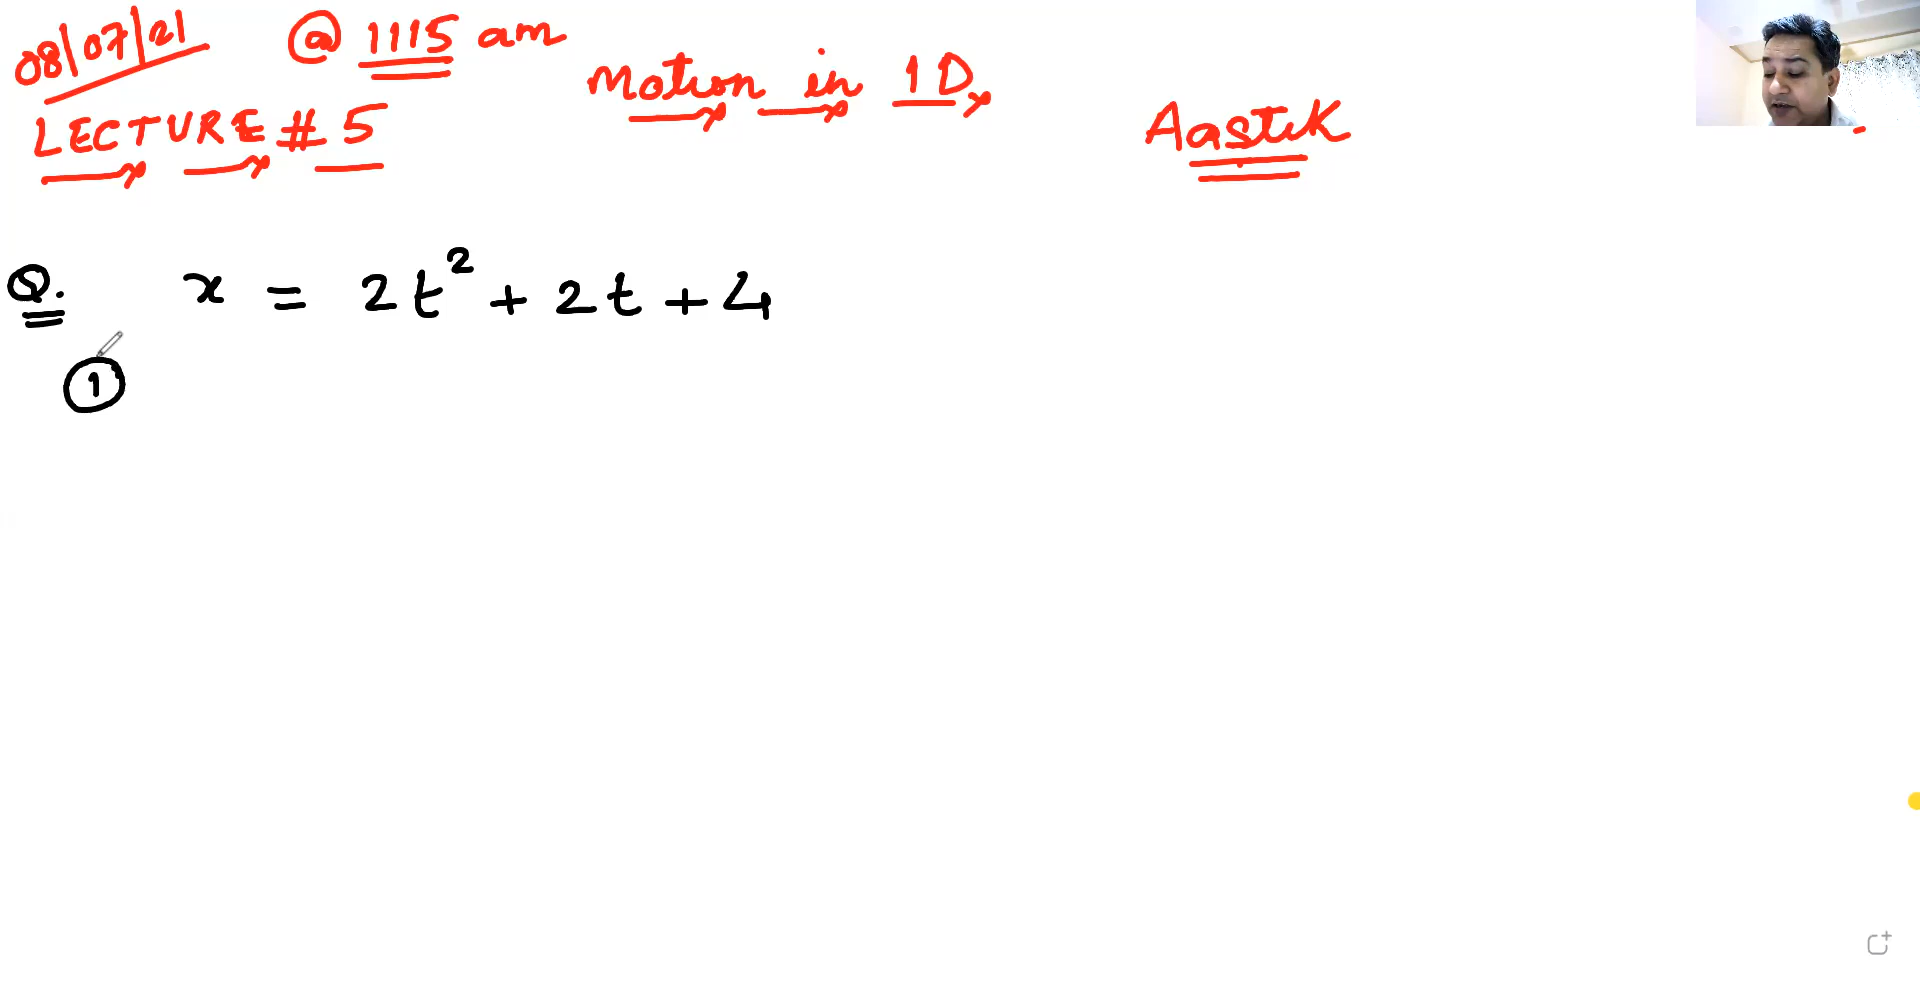 08/07/21 @ 1115 am
Motion in 1D
LECTURE # 5
Aastik
Q. x = 2t² + 2t + 4
1